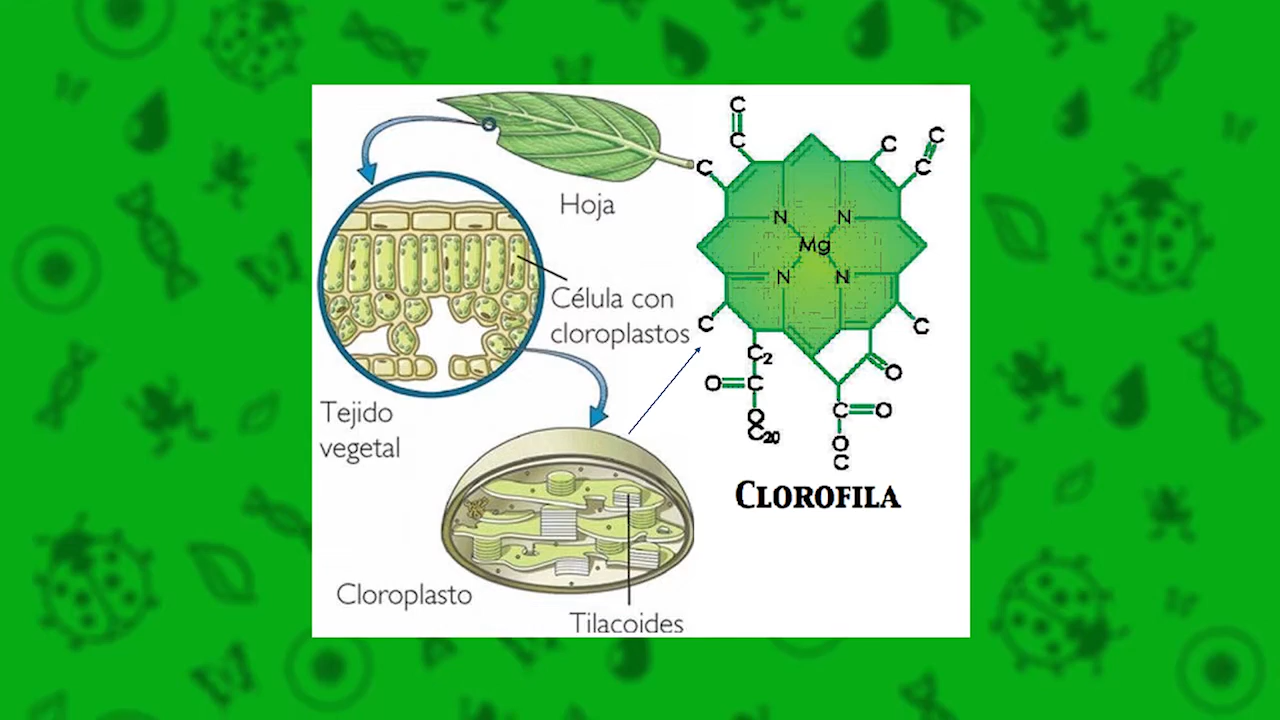 Hoja
Célula con
cloroplastos
Tejido
vegetal
Cloroplasto
Tilacoides
C
C
C
C
C
C
N
N
Mg
N
N
C
C
C2
O
C
O
C20
O
C
O
O
C
CLOROFILA